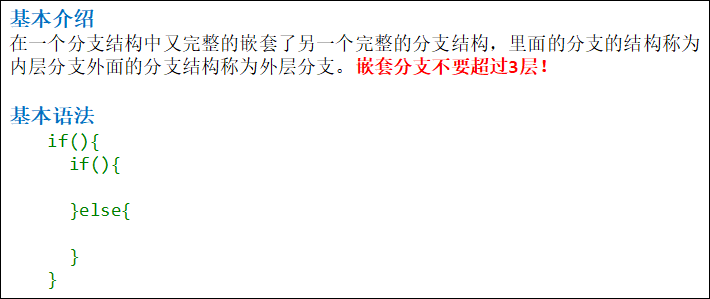 基本介绍
在一个分支结构中又完整的嵌套了另一个完整的分支结构，里面的分支的结构称为
内层分支外面的分支结构称为外层分支。嵌套分支不要超过3层！
基本语法
if(){
if(){
}else{
}
}